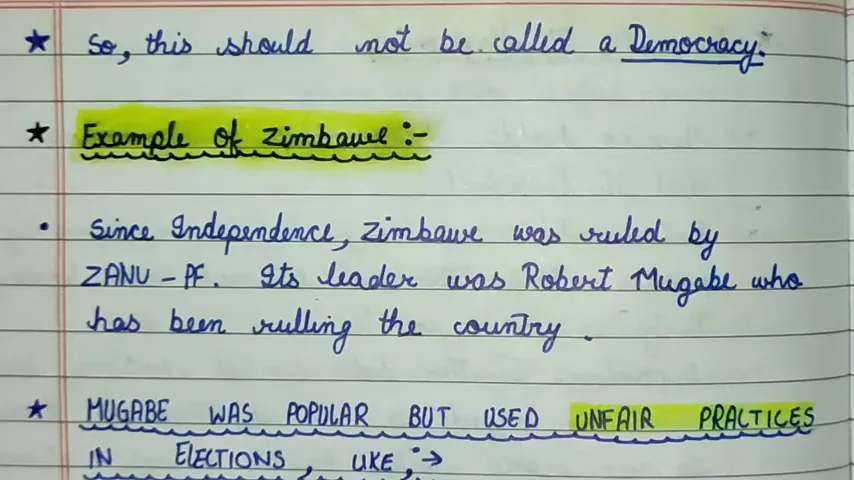 ★ So, this should not be called a Democracy.
★ Example of Zimbawe :-
• Since Independence, Zimbawe was ruled by
ZANU - PF. Its leader was Robert Mugabe who
has been rulling the country.
★ MUGABE WAS POPULAR BUT USED UNFAIR PRACTICES
IN ELECTIONS, LIKE ;→